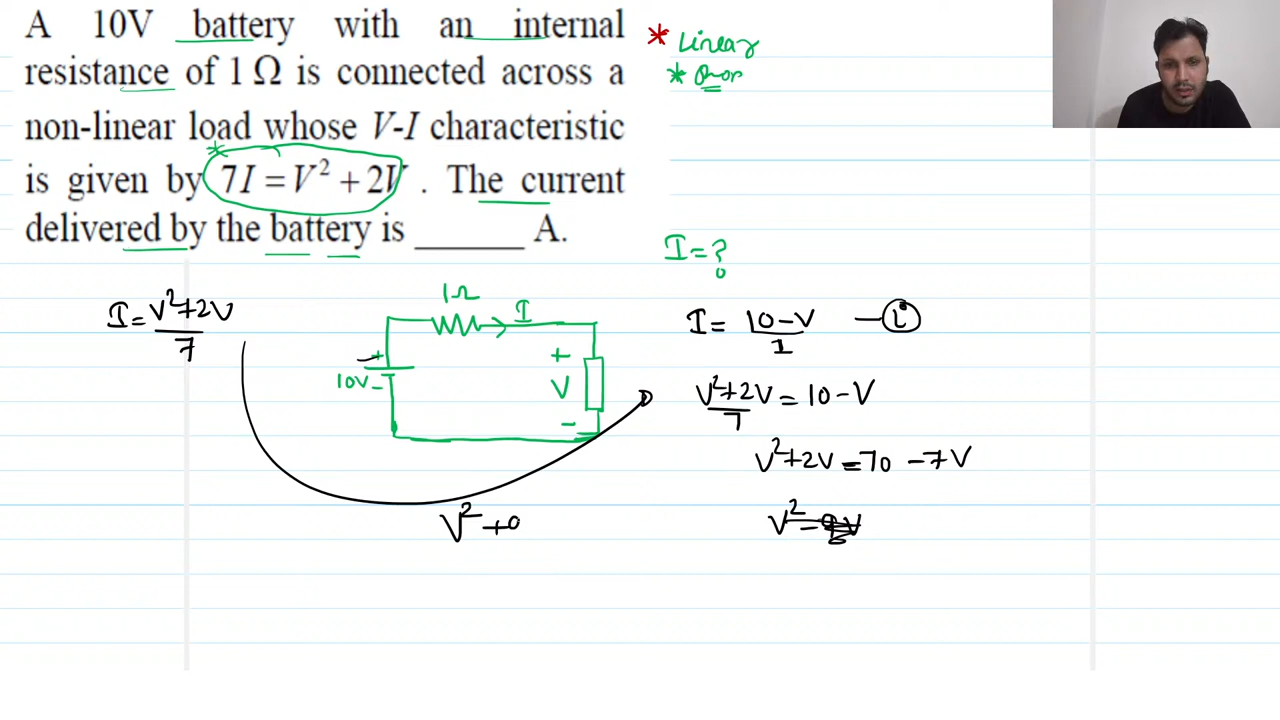 A 10V battery with an internal
resistance of 1 Ω is connected across a
non-linear load whose V-I characteristic
is given by 7I = V² + 2V . The current
delivered by the battery is ______ A.
* Linear
*
I = ?
I = V²+2V / 7
1Ω
I
+
10V -
+
V
-
I = 10-V / 1 — (i)
V²+2V / 7 = 10 - V
V²+2V = 70 - 7V
V² +